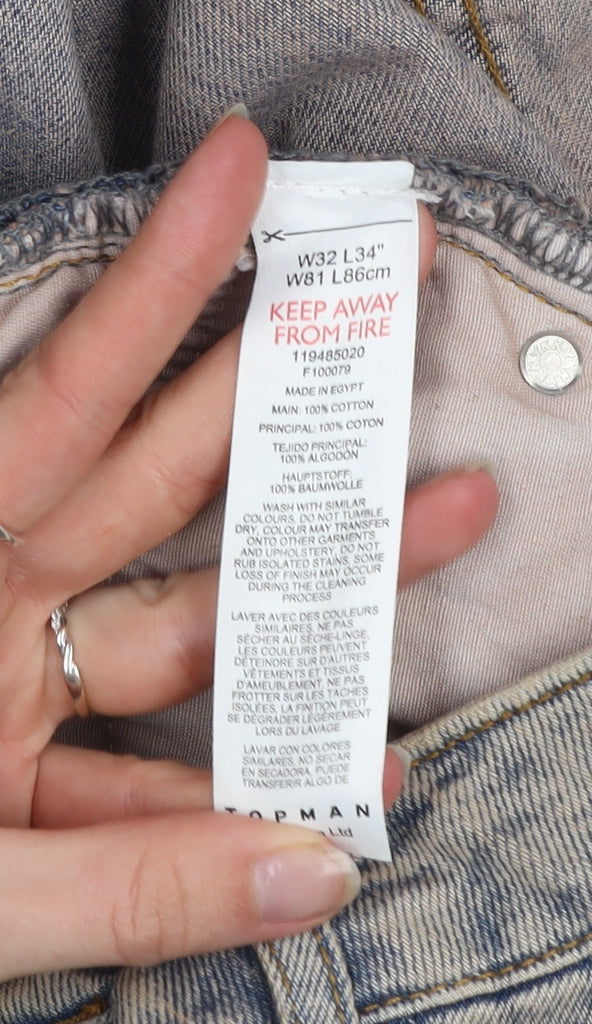 W32 L34"
W81 L86cm
KEEP AWAY
FROM FIRE
119485020
F100079
MADE IN EGYPT
MAIN: 100% COTTON
PRINCIPAL: 100% COTON
TEJIDO PRINCIPAL:
100% ALGODÓN
HAUPTSTOFF:
100% BAUMWOLLE
WASH WITH SIMILAR
COLOURS, DO NOT TUMBLE
DRY, COLOUR MAY TRANSFER
ONTO OTHER GARMENTS
AND UPHOLSTERY, DO NOT
RUB ISOLATED STAINS, SOME
LOSS OF FINISH MAY OCCUR
DURING THE CLEANING
PROCESS
LAVER AVEC DES COULEURS
SIMILAIRES, NE PAS
SÉCHER AU SÈCHE-LINGE,
LES COULEURS PEUVENT
DÉTEINDRE SUR D'AUTRES
VÊTEMENTS ET TISSUS
D'AMEUBLEMENT, NE PAS
FROTTER SUR LES TACHES
ISOLÉES, LA FINITION PEUT
SE DÉGRADER LÉGÈREMENT
LORS DU LAVAGE
LAVAR CON COLORES
SIMILARES, NO SECAR
EN SECADORA, PUEDE
TRANSFERIR ALGO DE
TOPMAN
Ltd